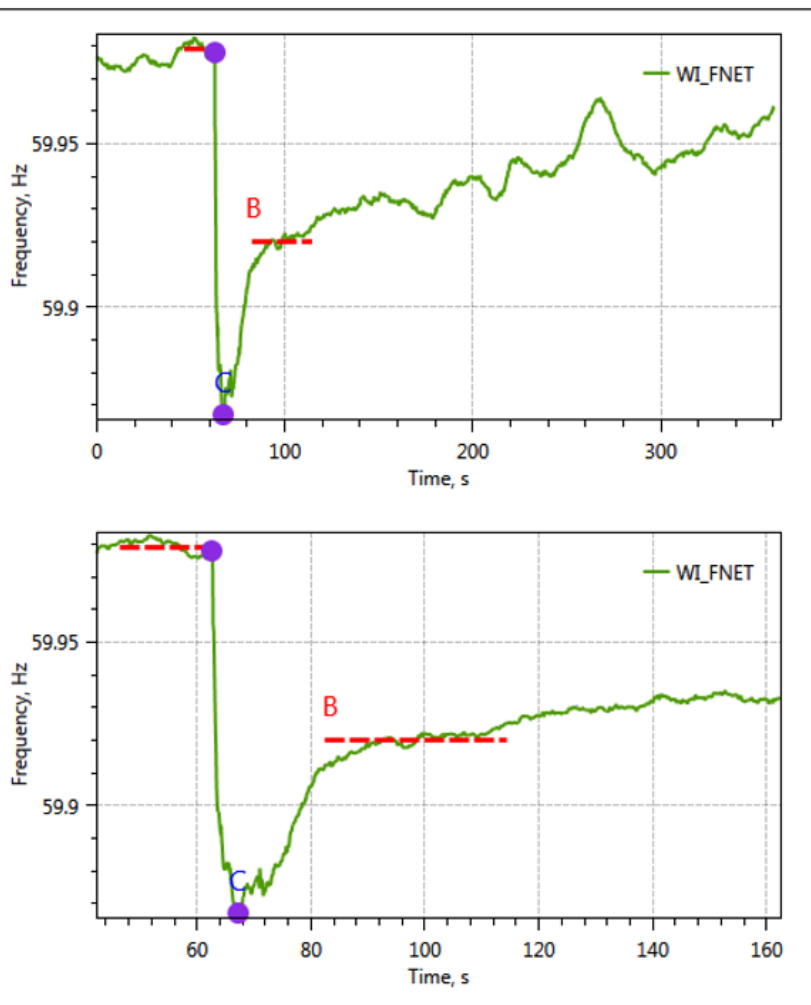 WI_FNET
59.95
B
Frequency, Hz
59.9
C
0 100 200 300
Time, s
WI_FNET
59.95
B
Frequency, Hz
59.9
C
60 80 100 120 140 160
Time, s